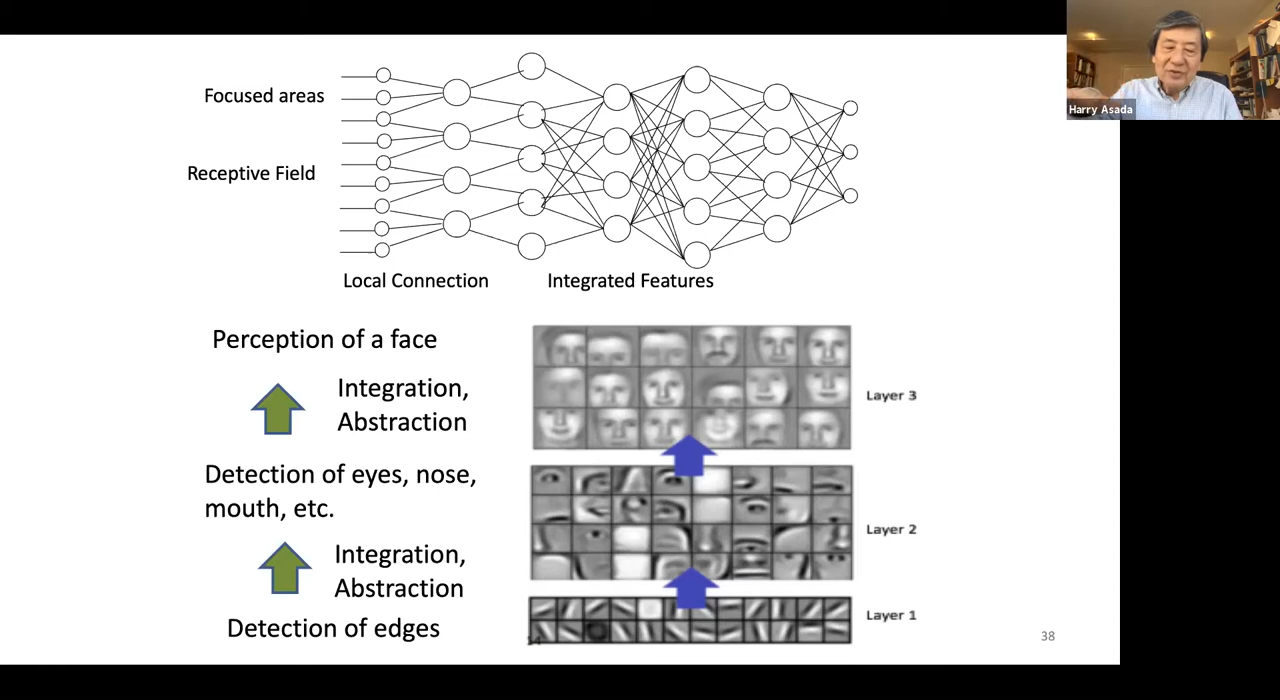 Harry Asada
Focused areas
Receptive Field
Local Connection
Integrated Features
Perception of a face
Integration,
Abstraction
Layer 3
Detection of eyes, nose,
mouth, etc.
Layer 2
Integration,
Abstraction
Layer 1
Detection of edges
38